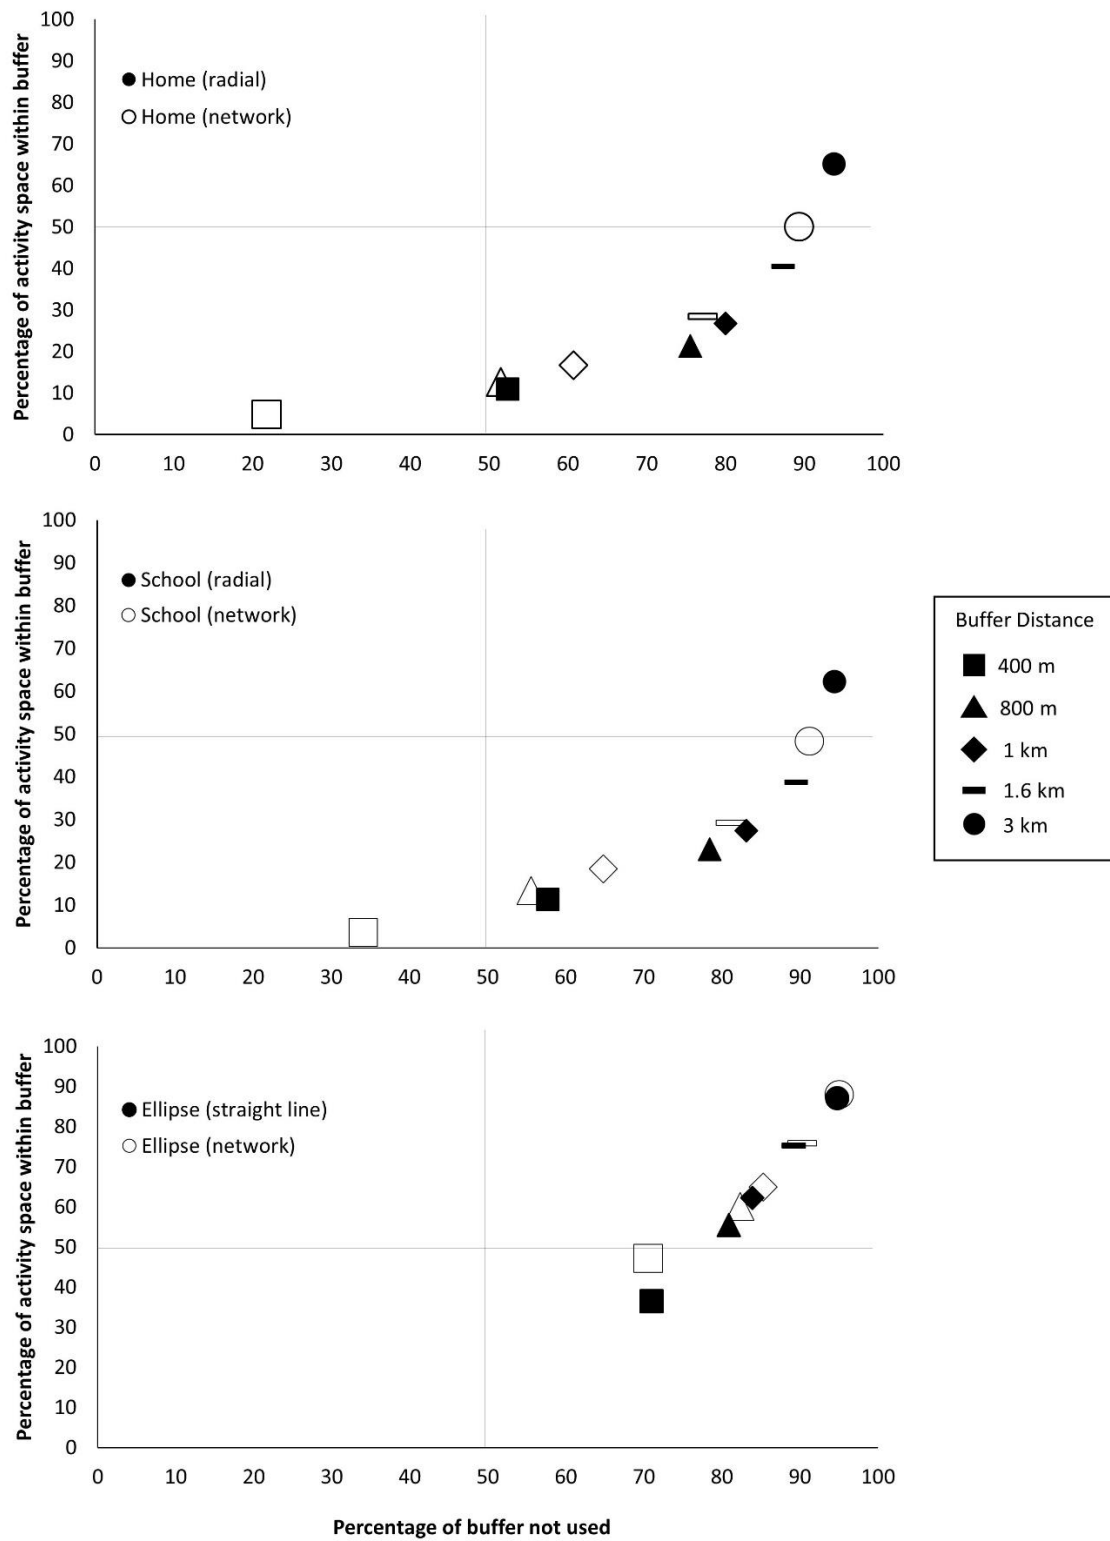 Percentage of activity space within buffer
100
90
80
70
60
50
40
30
20
10
0
Home (radial)
Home (network)
0 10 20 30 40 50 60 70 80 90 100
Percentage of activity space within buffer
100
90
80
70
60
50
40
30
20
10
0
School (radial)
School (network)
0 10 20 30 40 50 60 70 80 90 100
Buffer Distance
400 m
800 m
1 km
1.6 km
3 km
Percentage of activity space within buffer
100
90
80
70
60
50
40
30
20
10
0
Ellipse (straight line)
Ellipse (network)
0 10 20 30 40 50 60 70 80 90 100
Percentage of buffer not used